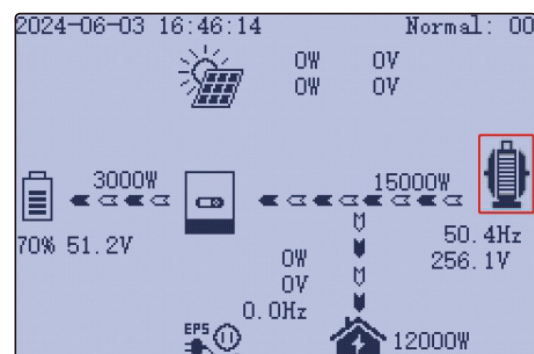 2024-06-03 16:46:14 Normal: 00
0W 0V
0W 0V
3000W 15000W
70% 51.2V
50.4Hz
256.1V
0W
0V
0.0Hz
EPS
12000W